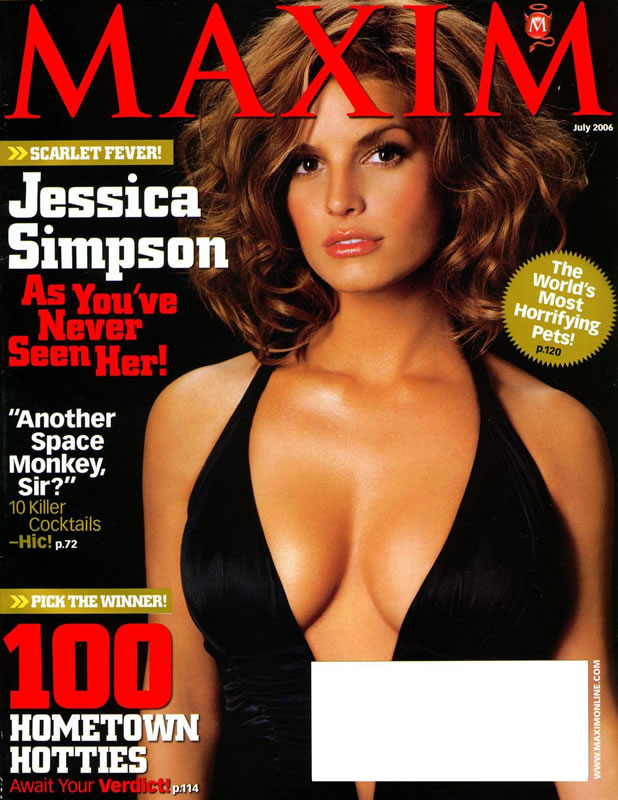 MAXIM
M
July 2006
>> SCARLET FEVER!
Jessica
Simpson
As You've
Never
Seen Her!
The
World's
Most
Horrifying
Pets!
p.120
"Another
Space
Monkey,
Sir?"
10 Killer
Cocktails
–Hic! p.72
>> PICK THE WINNER!
100
HOMETOWN
HOTTIES
Await Your Verdict! p.114
WWW.MAXIMONLINE.COM